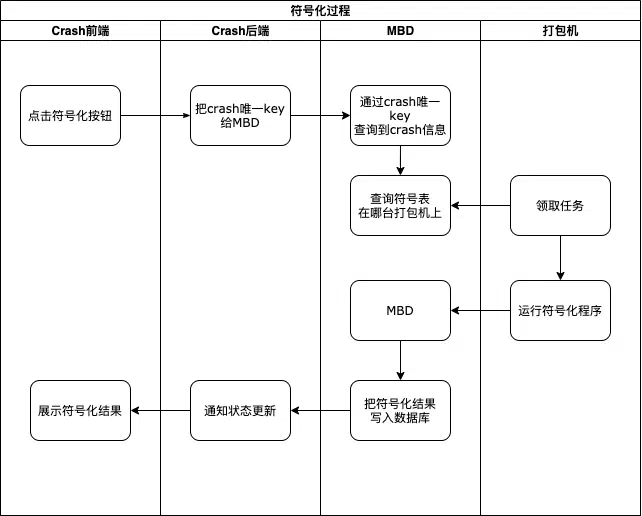 符号化过程
Crash前端
Crash后端
MBD
打包机
点击符号化按钮
把crash唯一key
给MBD
通过crash唯一
key
查询到crash信息
查询符号表
在哪台打包机上
领取任务
MBD
运行符号化程序
展示符号化结果
通知状态更新
把符号化结果
写入数据库